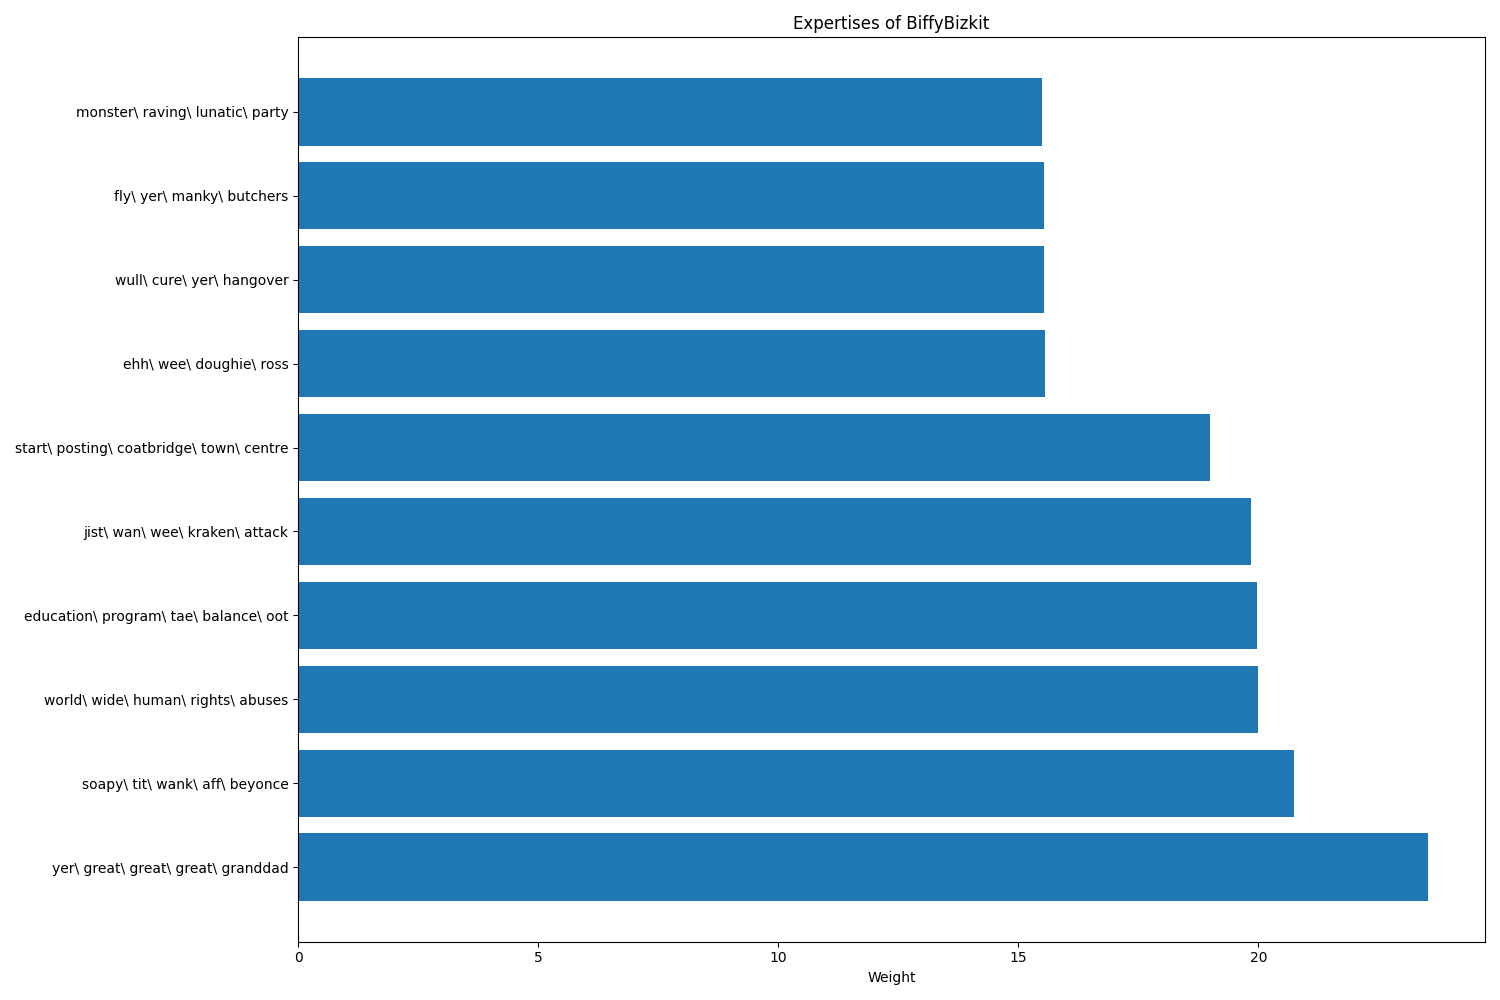 Expertises of BiffyBizkit
monster\ raving\ lunatic\ party
fly\ yer\ manky\ butchers
wull\ cure\ yer\ hangover
ehh\ wee\ doughie\ ross
start\ posting\ coatbridge\ town\ centre
jist\ wan\ wee\ kraken\ attack
education\ program\ tae\ balance\ oot
world\ wide\ human\ rights\ abuses
soapy\ tit\ wank\ aff\ beyonce
yer\ great\ great\ great\ granddad
0 5 10 15 20
Weight